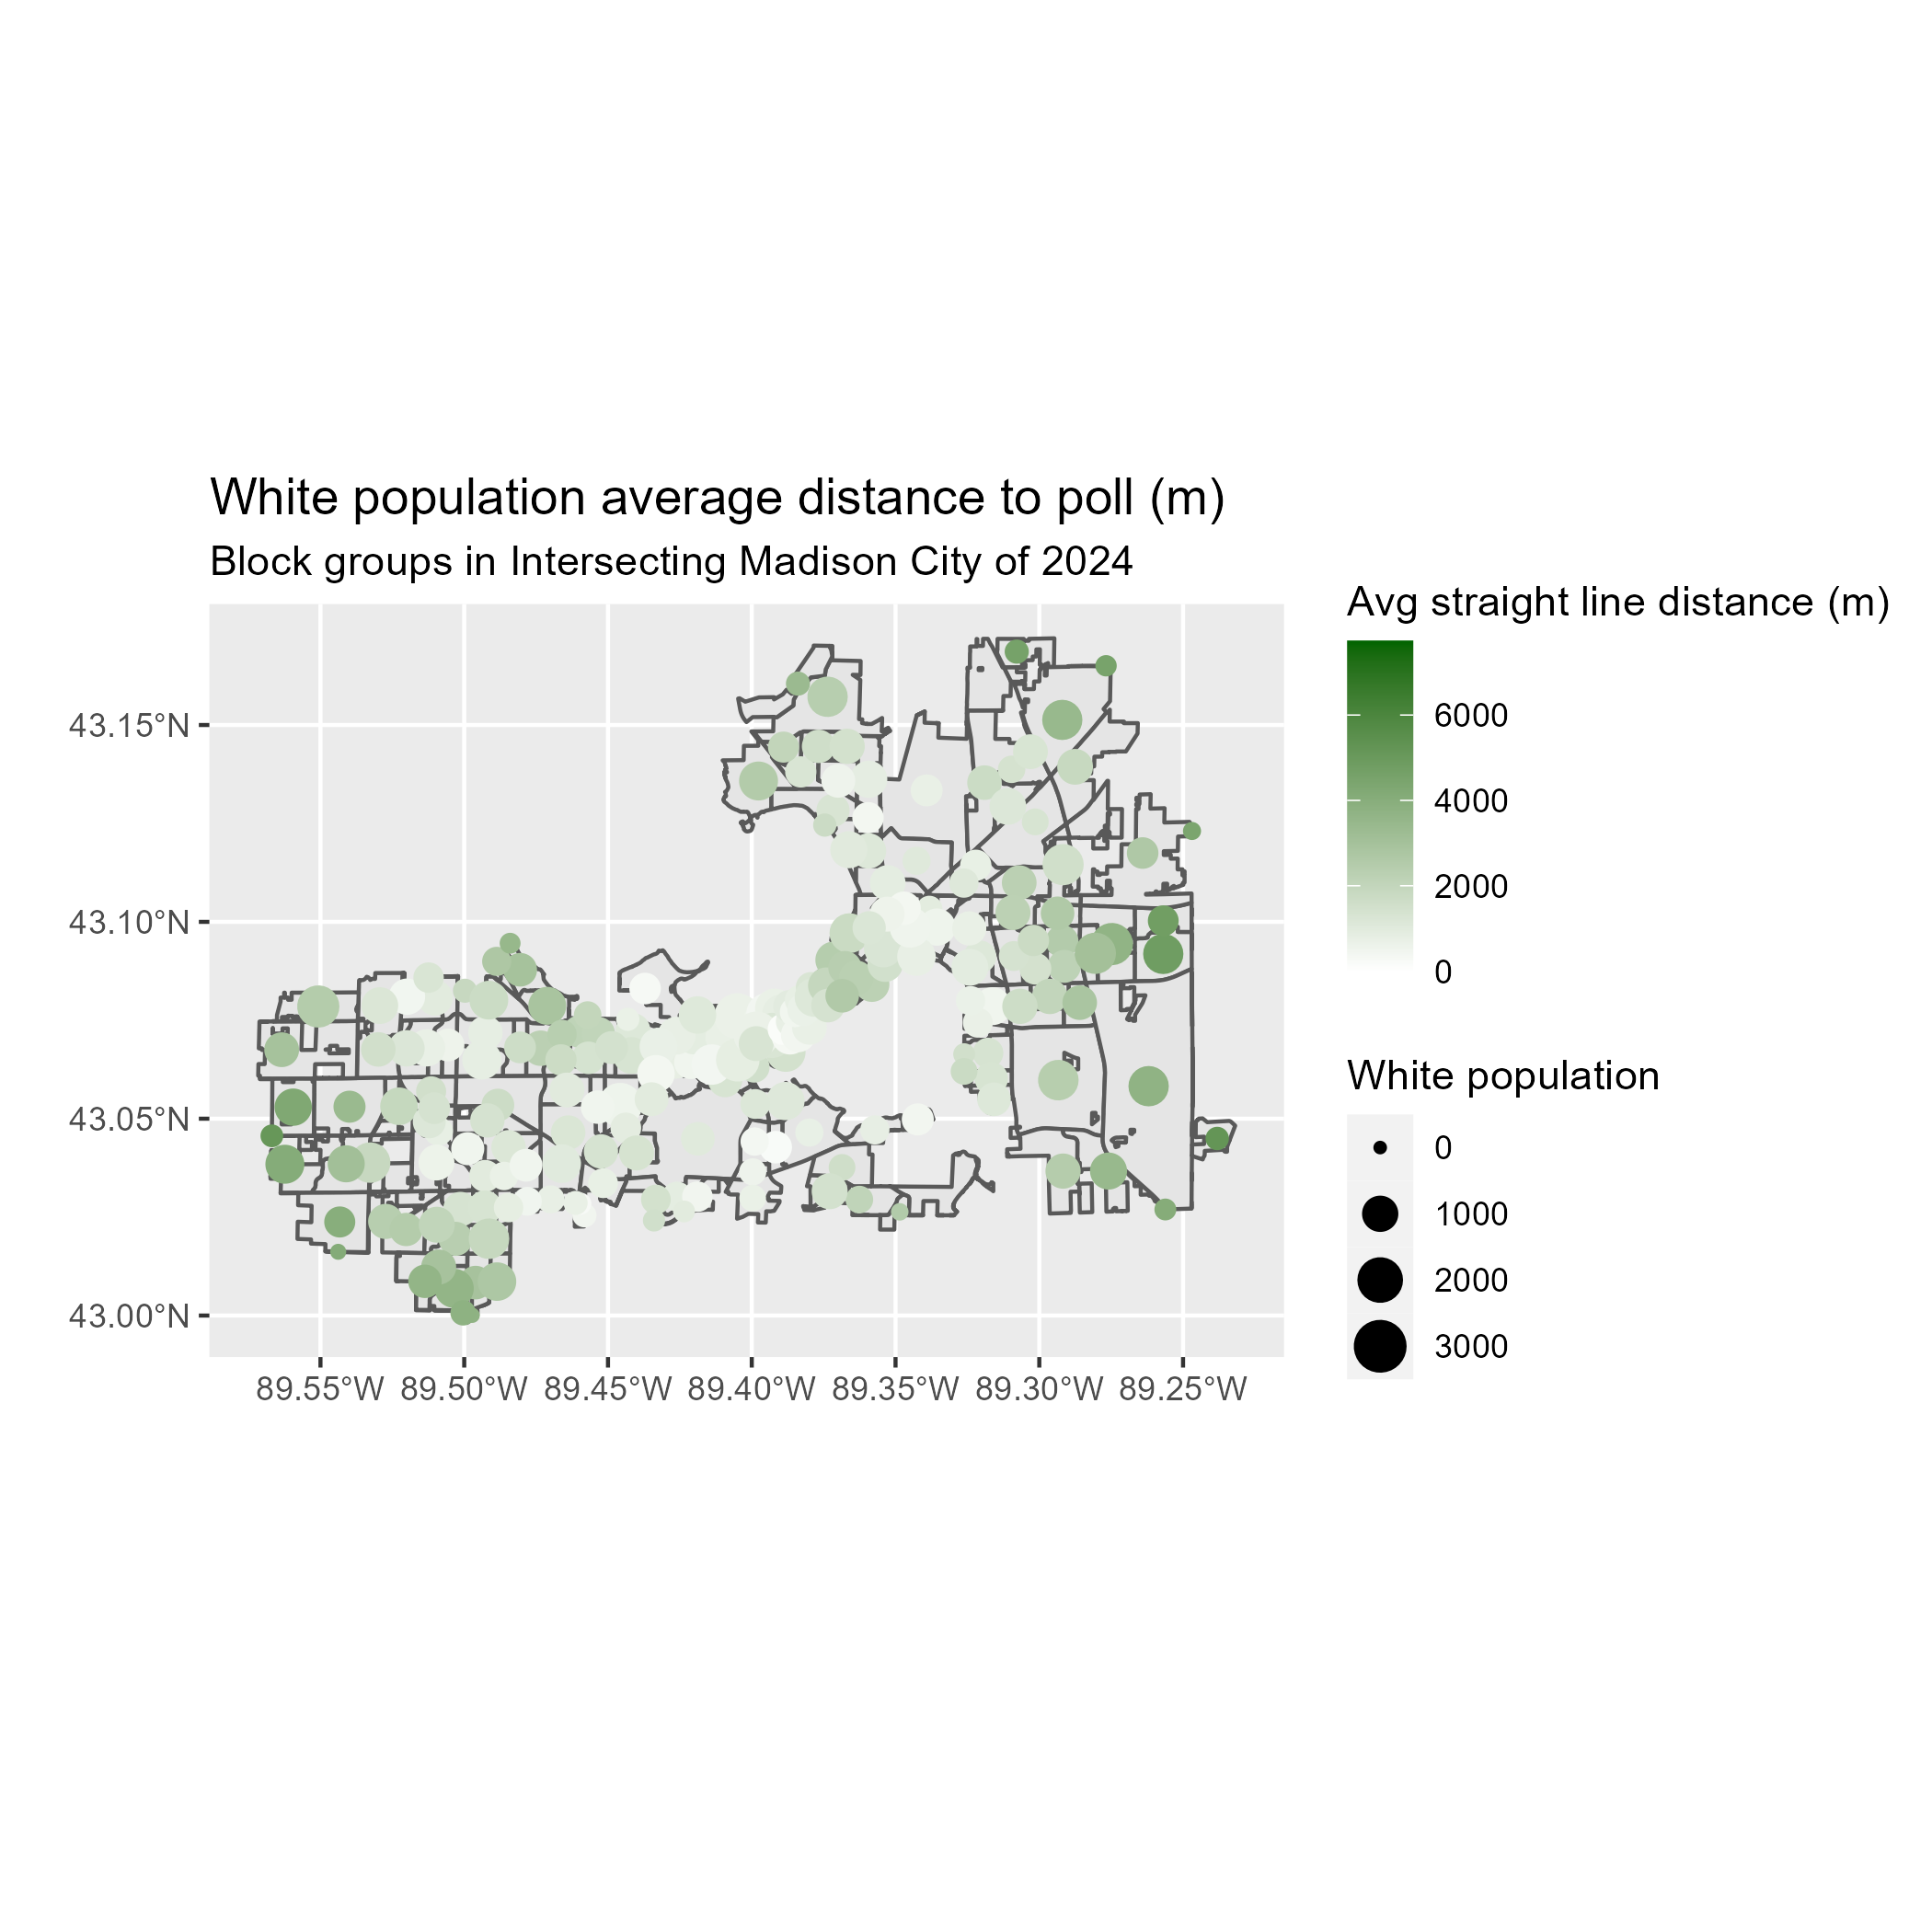 White population average distance to poll (m)
Block groups in Intersecting Madison City of 2024
Avg straight line distance (m)
6000
4000
2000
0
White population
0
1000
2000
3000
43.15°N
43.10°N
43.05°N
43.00°N
89.55°W 89.50°W 89.45°W 89.40°W 89.35°W 89.30°W 89.25°W